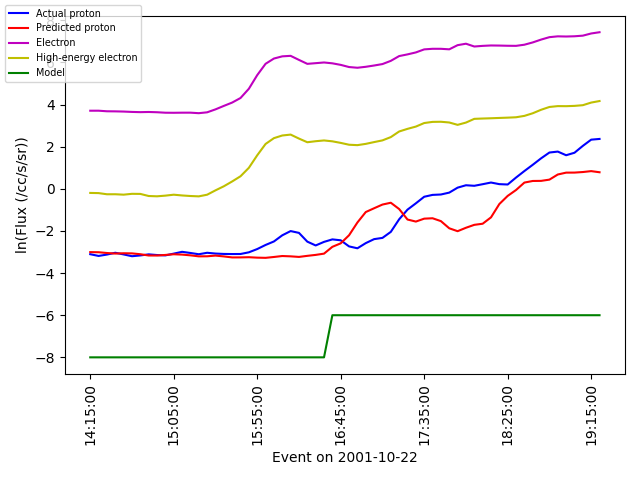 Actual proton
Predicted proton
Electron
High-energy electron
Model
ln(Flux (/cc/s/sr))
4
2
0
−2
−4
−6
−8
14:15:00
15:05:00
15:55:00
16:45:00
17:35:00
18:25:00
19:15:00
Event on 2001-10-22